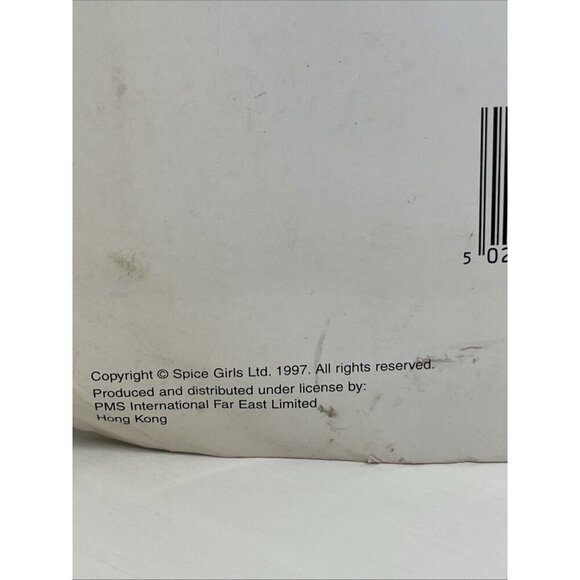 5 02
Copyright © Spice Girls Ltd. 1997. All rights reserved.
Produced and distributed under license by:
PMS International Far East Limited
Hong Kong